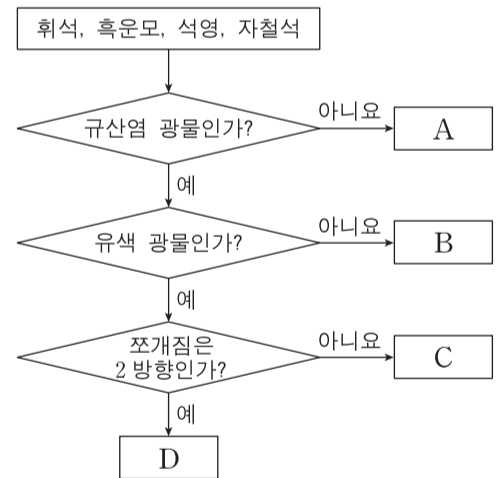 휘석, 흑운모, 석영, 자철석
규산염 광물인가?
아니요
A
예
유색 광물인가?
아니요
B
예
쪼개짐은
2 방향인가?
아니요
C
예
D